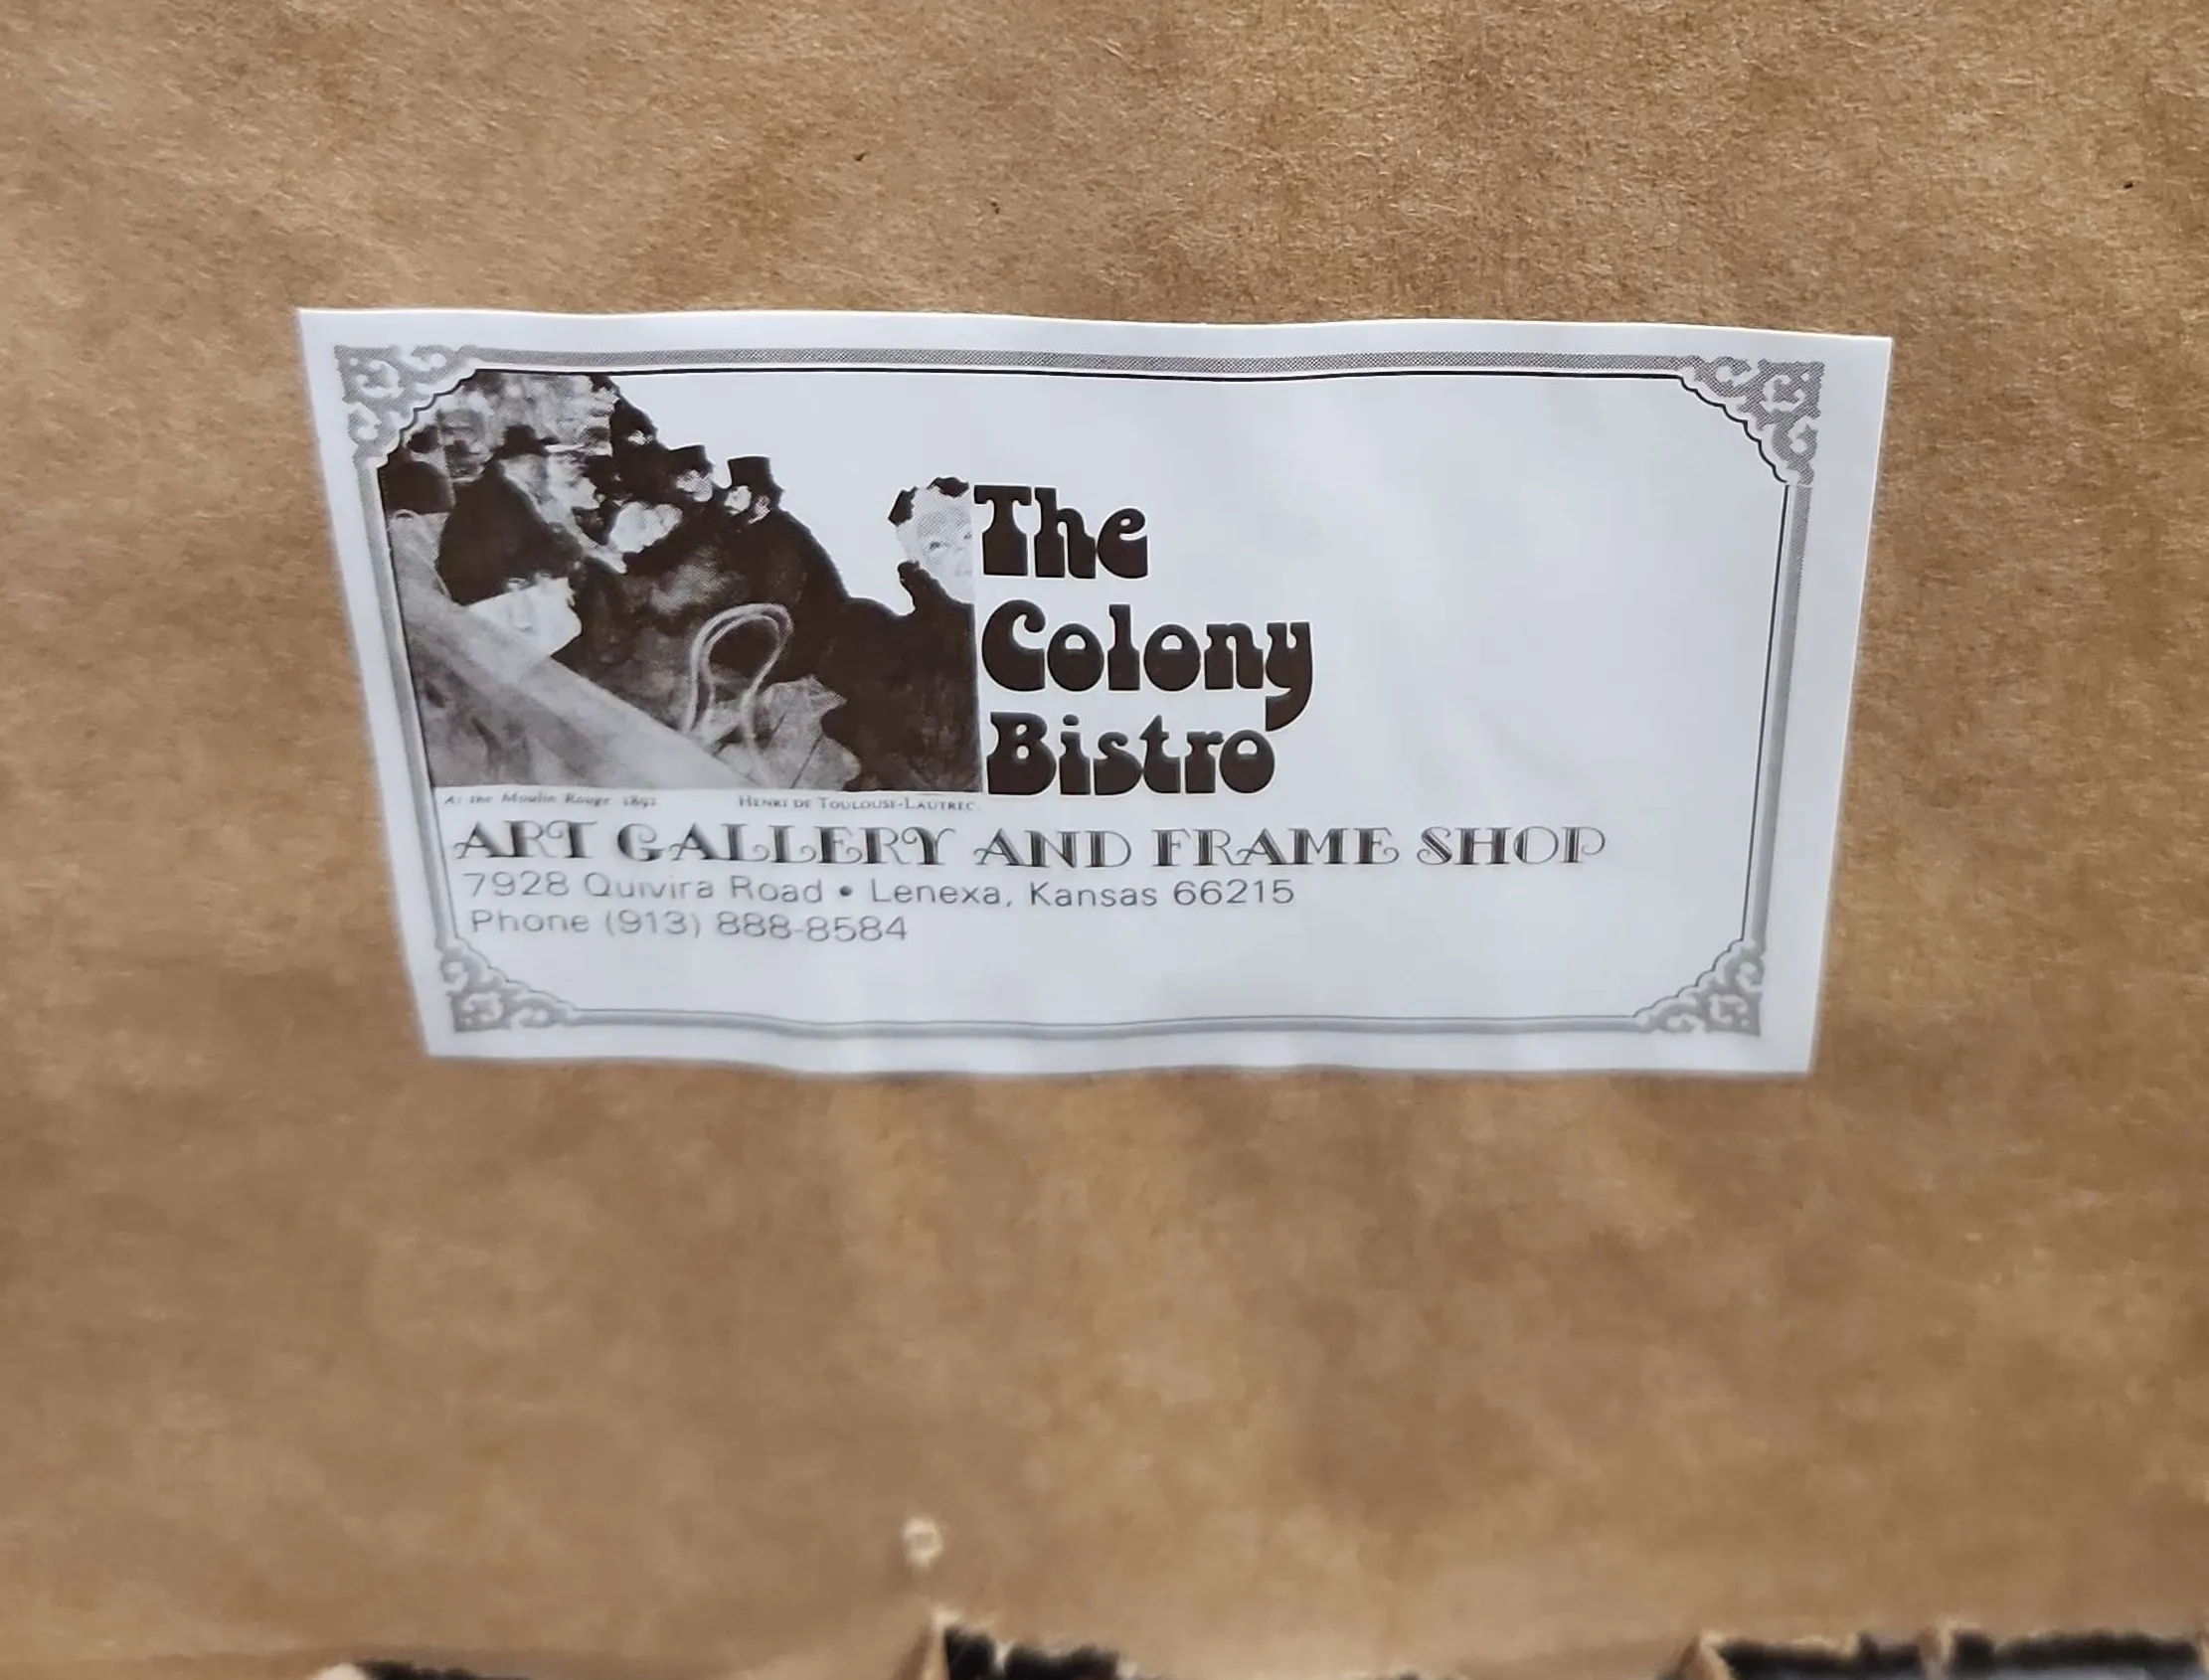 The
Colony
Bistro
At the Moulin Rouge 1892 HENRI DE TOULOUSE-LAUTREC
ART GALLERY AND FRAME SHOP
7928 Quivira Road • Lenexa, Kansas 66215
Phone (913) 888-8584